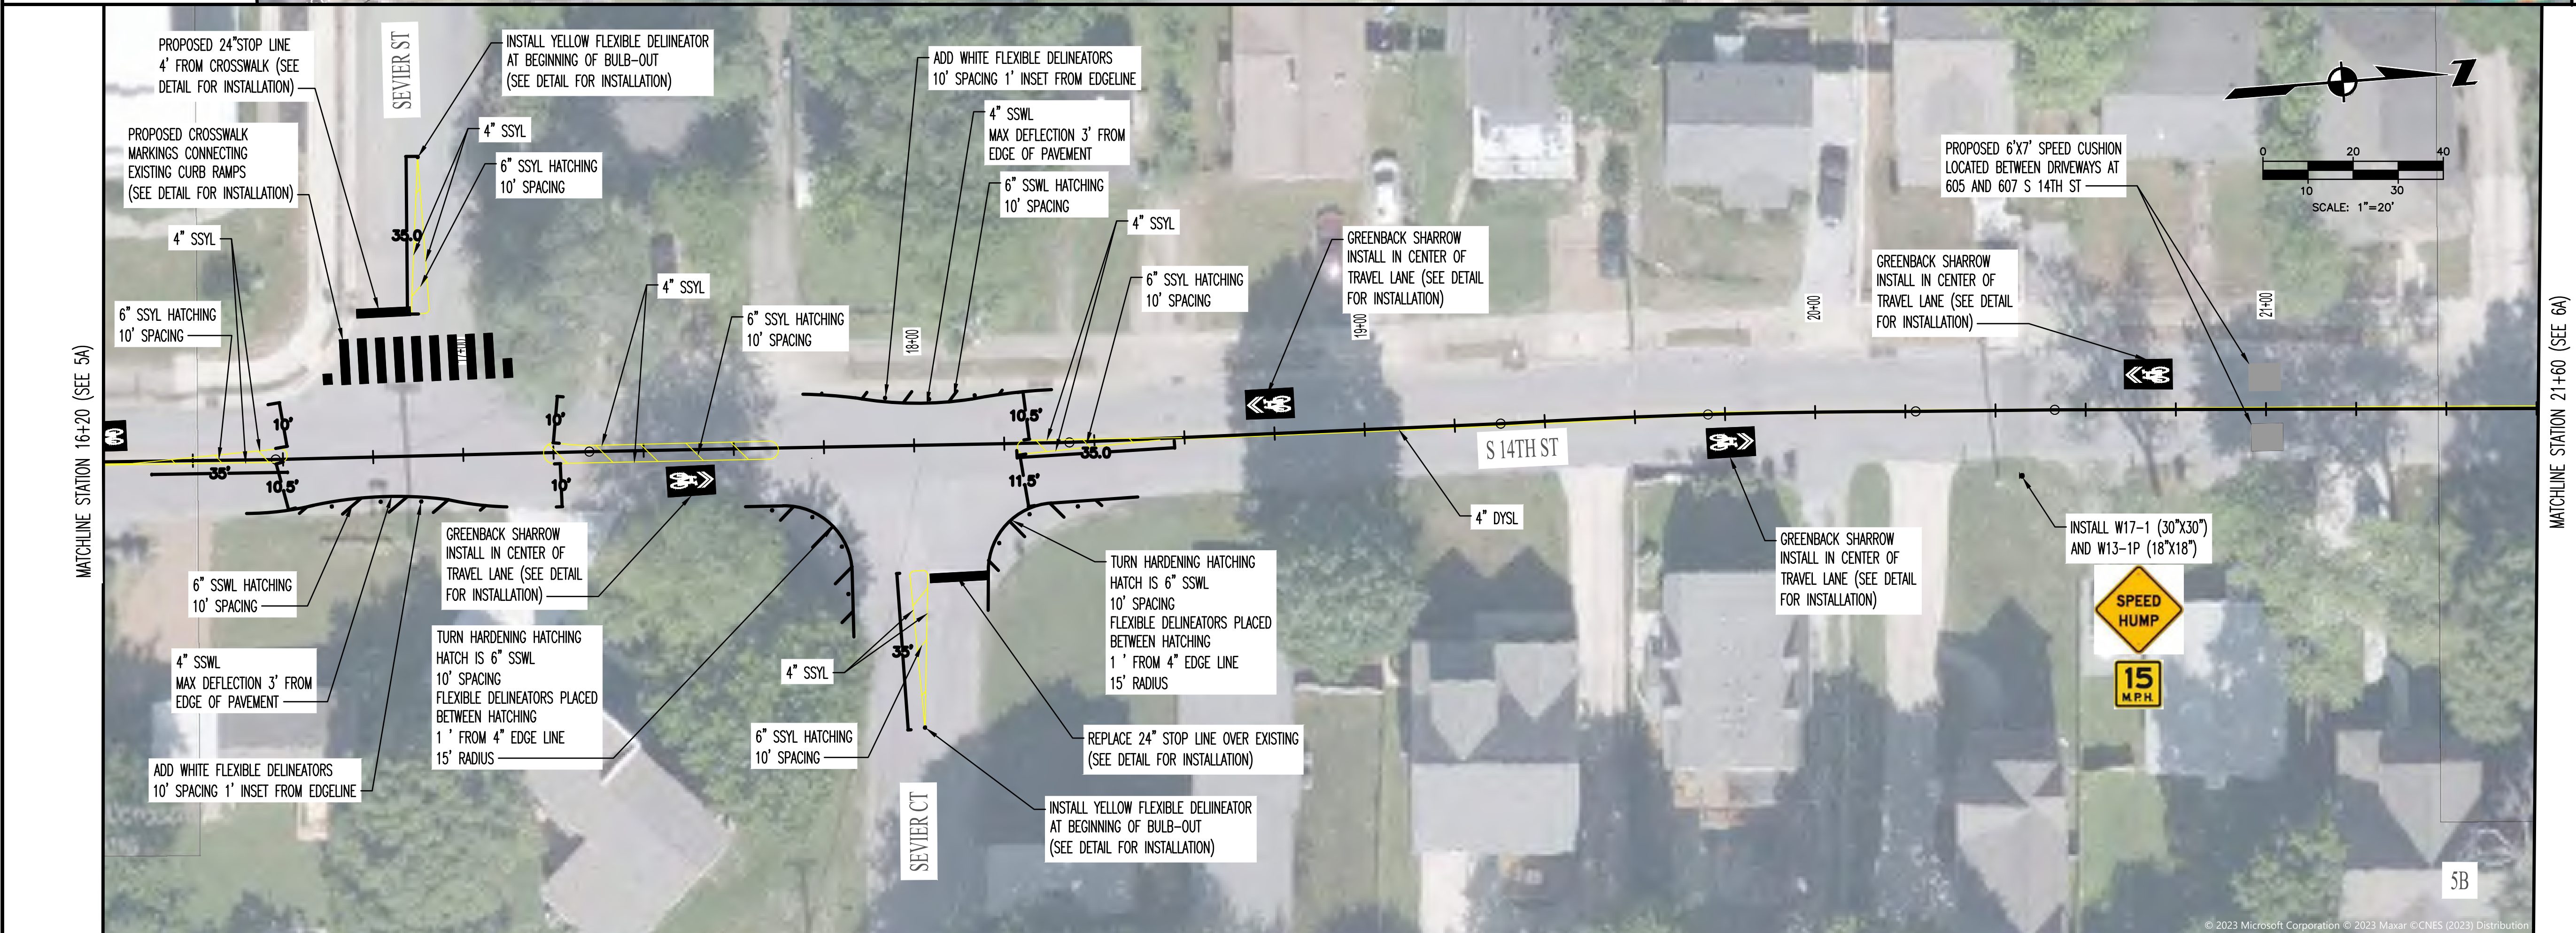 PROPOSED 24"STOP LINE
4' FROM CROSSWALK (SEE
DETAIL FOR INSTALLATION)
SEVIER ST
INSTALL YELLOW FLEXIBLE DELIINEATOR
AT BEGINNING OF BULB-OUT
(SEE DETAIL FOR INSTALLATION)
PROPOSED CROSSWALK
MARKINGS CONNECTING
EXISTING CURB RAMPS
(SEE DETAIL FOR INSTALLATION)
4" SSYL
6" SSYL HATCHING
10' SPACING
35.0
4" SSYL
6" SSYL HATCHING
10' SPACING
17+00
4" SSYL
6" SSYL HATCHING
10' SPACING
ADD WHITE FLEXIBLE DELINEATORS
10' SPACING 1' INSET FROM EDGELINE
4" SSWL
MAX DEFLECTION 3' FROM
EDGE OF PAVEMENT
6" SSWL HATCHING
10' SPACING
4" SSYL
6" SSYL HATCHING
10' SPACING
18+00
GREENBACK SHARROW
INSTALL IN CENTER OF
TRAVEL LANE (SEE DETAIL
FOR INSTALLATION)
19+00
20+00
GREENBACK SHARROW
INSTALL IN CENTER OF
TRAVEL LANE (SEE DETAIL
FOR INSTALLATION)
PROPOSED 6'X7' SPEED CUSHION
LOCATED BETWEEN DRIVEWAYS AT
605 AND 607 S 14TH ST
21+00
Z
0 20 40
10 30
SCALE: 1"=20'
MATCHLINE STATION 16+20 (SEE 5A)
MATCHLINE STATION 21+60 (SEE 6A)
10'
35'
10.5'
10'
10'
10.5'
35.0
11.5'
S 14TH ST
4" DYSL
6" SSWL HATCHING
10' SPACING
4" SSWL
MAX DEFLECTION 3' FROM
EDGE OF PAVEMENT
ADD WHITE FLEXIBLE DELINEATORS
10' SPACING 1' INSET FROM EDGELINE
GREENBACK SHARROW
INSTALL IN CENTER OF
TRAVEL LANE (SEE DETAIL
FOR INSTALLATION)
TURN HARDENING HATCHING
HATCH IS 6" SSWL
10' SPACING
FLEXIBLE DELINEATORS PLACED
BETWEEN HATCHING
1 ' FROM 4" EDGE LINE
15' RADIUS
4" SSYL
35'
6" SSYL HATCHING
10' SPACING
SEVIER CT
TURN HARDENING HATCHING
HATCH IS 6" SSWL
10' SPACING
FLEXIBLE DELINEATORS PLACED
BETWEEN HATCHING
1 ' FROM 4" EDGE LINE
15' RADIUS
REPLACE 24" STOP LINE OVER EXISTING
(SEE DETAIL FOR INSTALLATION)
INSTALL YELLOW FLEXIBLE DELIINEATOR
AT BEGINNING OF BULB-OUT
(SEE DETAIL FOR INSTALLATION)
GREENBACK SHARROW
INSTALL IN CENTER OF
TRAVEL LANE (SEE DETAIL
FOR INSTALLATION)
INSTALL W17-1 (30"X30")
AND W13-1P (18"X18")
SPEED
HUMP
15
M.P.H.
5B
© 2023 Microsoft Corporation © 2023 Maxar ©CNES (2023) Distribution